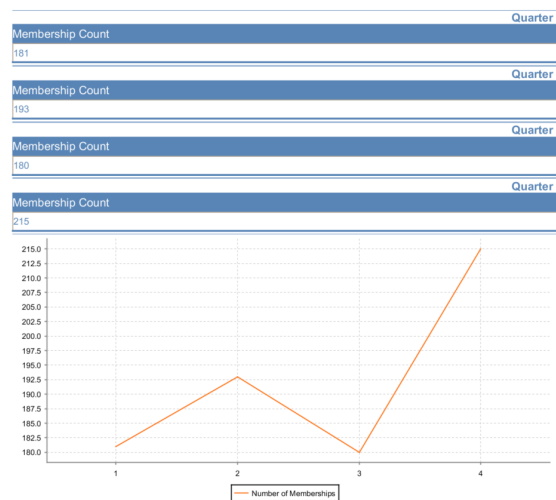 Quarter
Membership Count
181
Quarter
Membership Count
193
Quarter
Membership Count
180
Quarter
Membership Count
215
215.0
212.5
210.0
207.5
205.0
202.5
200.0
197.5
195.0
192.5
190.0
187.5
185.0
182.5
180.0
1 2 3 4
Number of Memberships